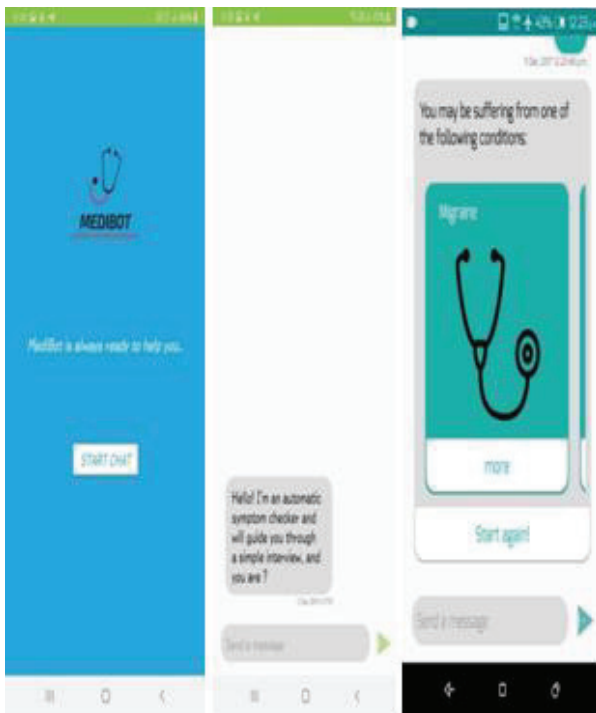 MEDIBOT
MediBot is always ready to help you..
START CHAT
Hello! I'm an automatic
symptom checker and
will guide you through
a simple interview, and
you are ?
Send a message
You may be suffering from one of
the following conditions:
Migraine
more
Start again!
Send a message